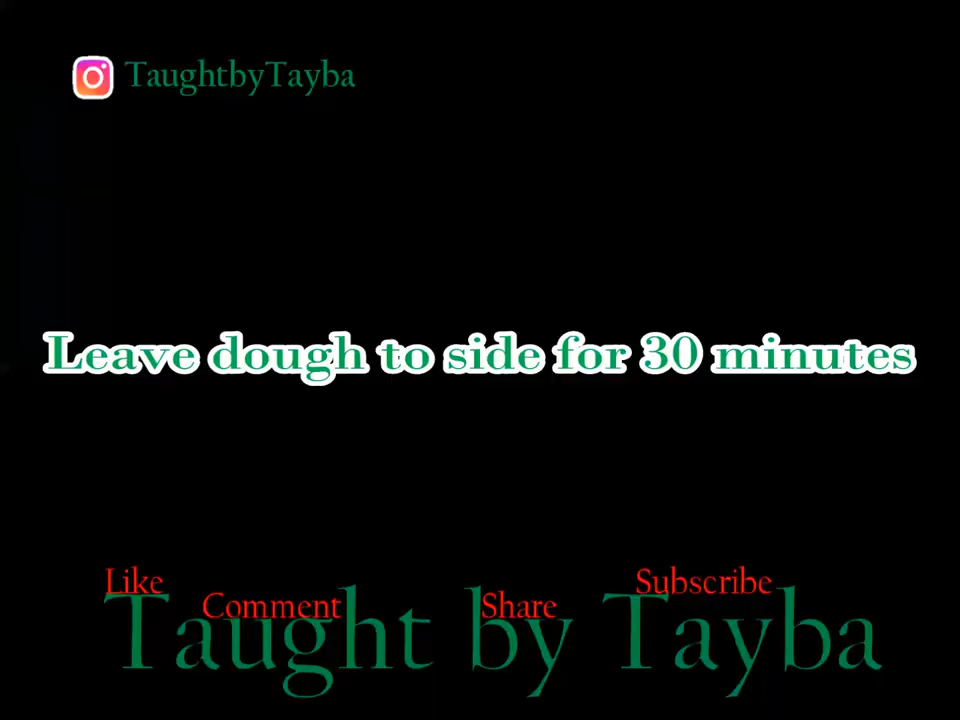 TaughtbyTayba
Leave dough to side for 30 minutes
Like
Comment
Share
Subscribe
Taught by Tayba